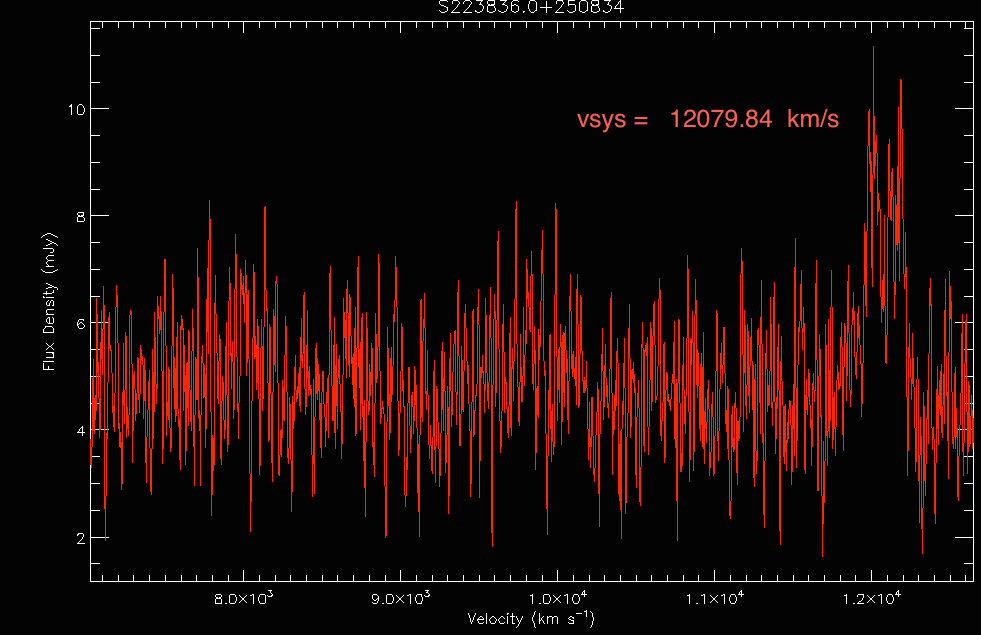 S223836.0+250834
vsys = 12079.84 km/s
10
8
6
4
2
Flux Density (mJy)
8.0×10³ 9.0×10³ 1.0×10⁴ 1.1×10⁴ 1.2×10⁴
Velocity (km s⁻¹)